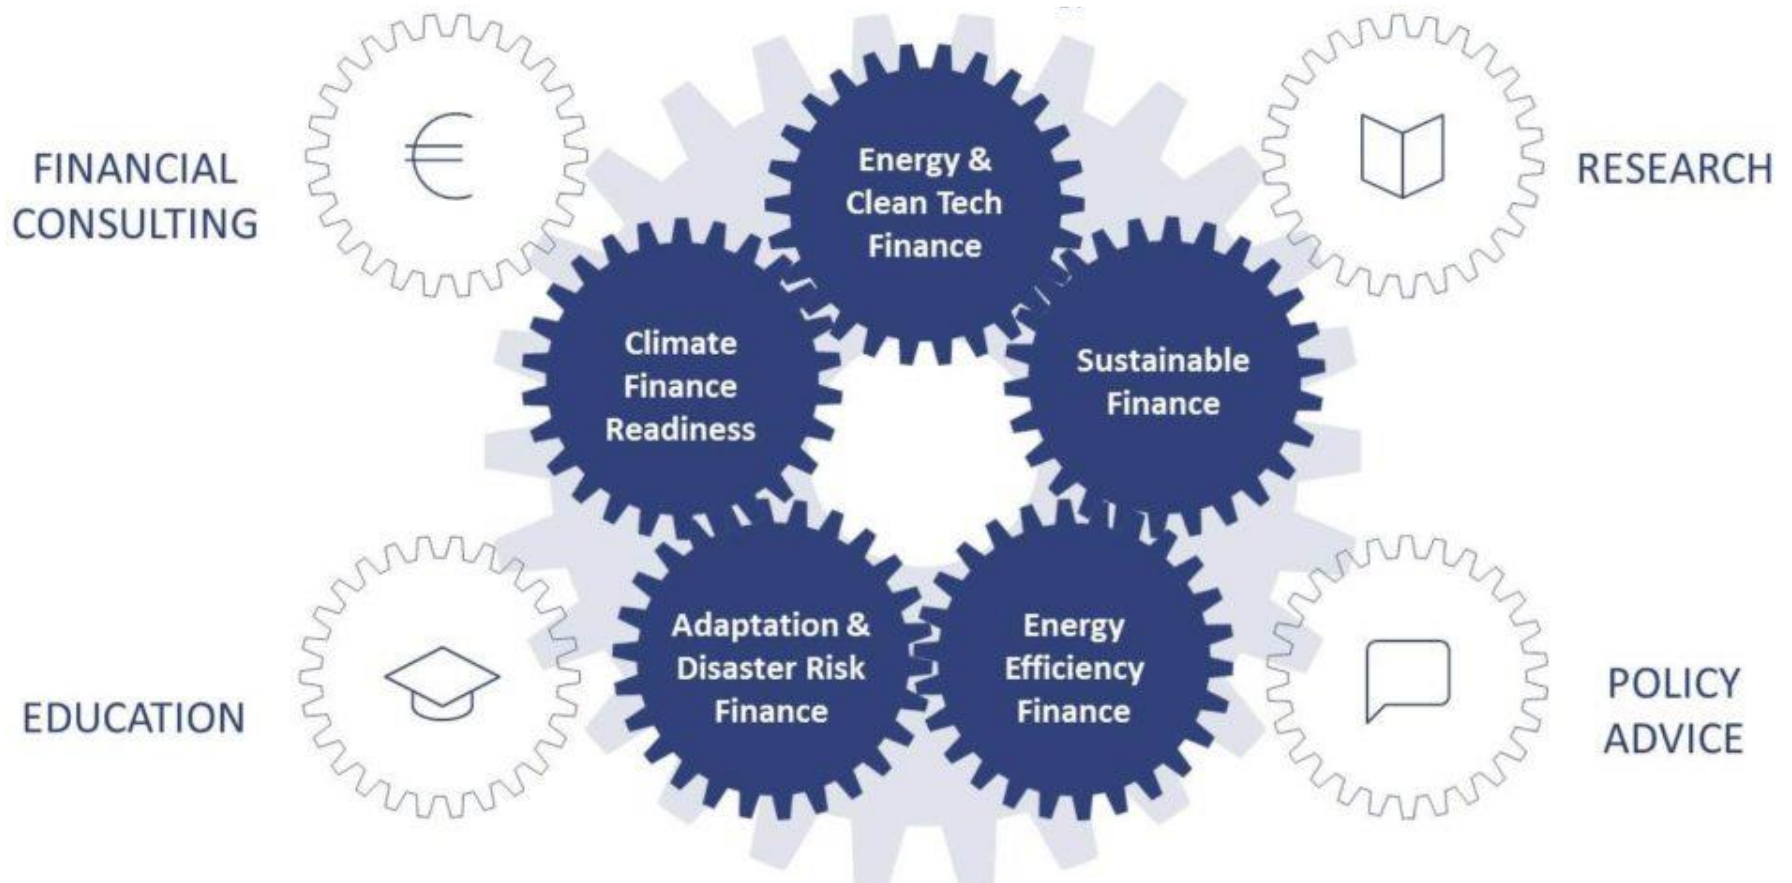 FINANCIAL
CONSULTING
Energy &
Clean Tech
Finance
RESEARCH
Climate
Finance
Readiness
Sustainable
Finance
EDUCATION
Adaptation &
Disaster Risk
Finance
Energy
Efficiency
Finance
POLICY
ADVICE